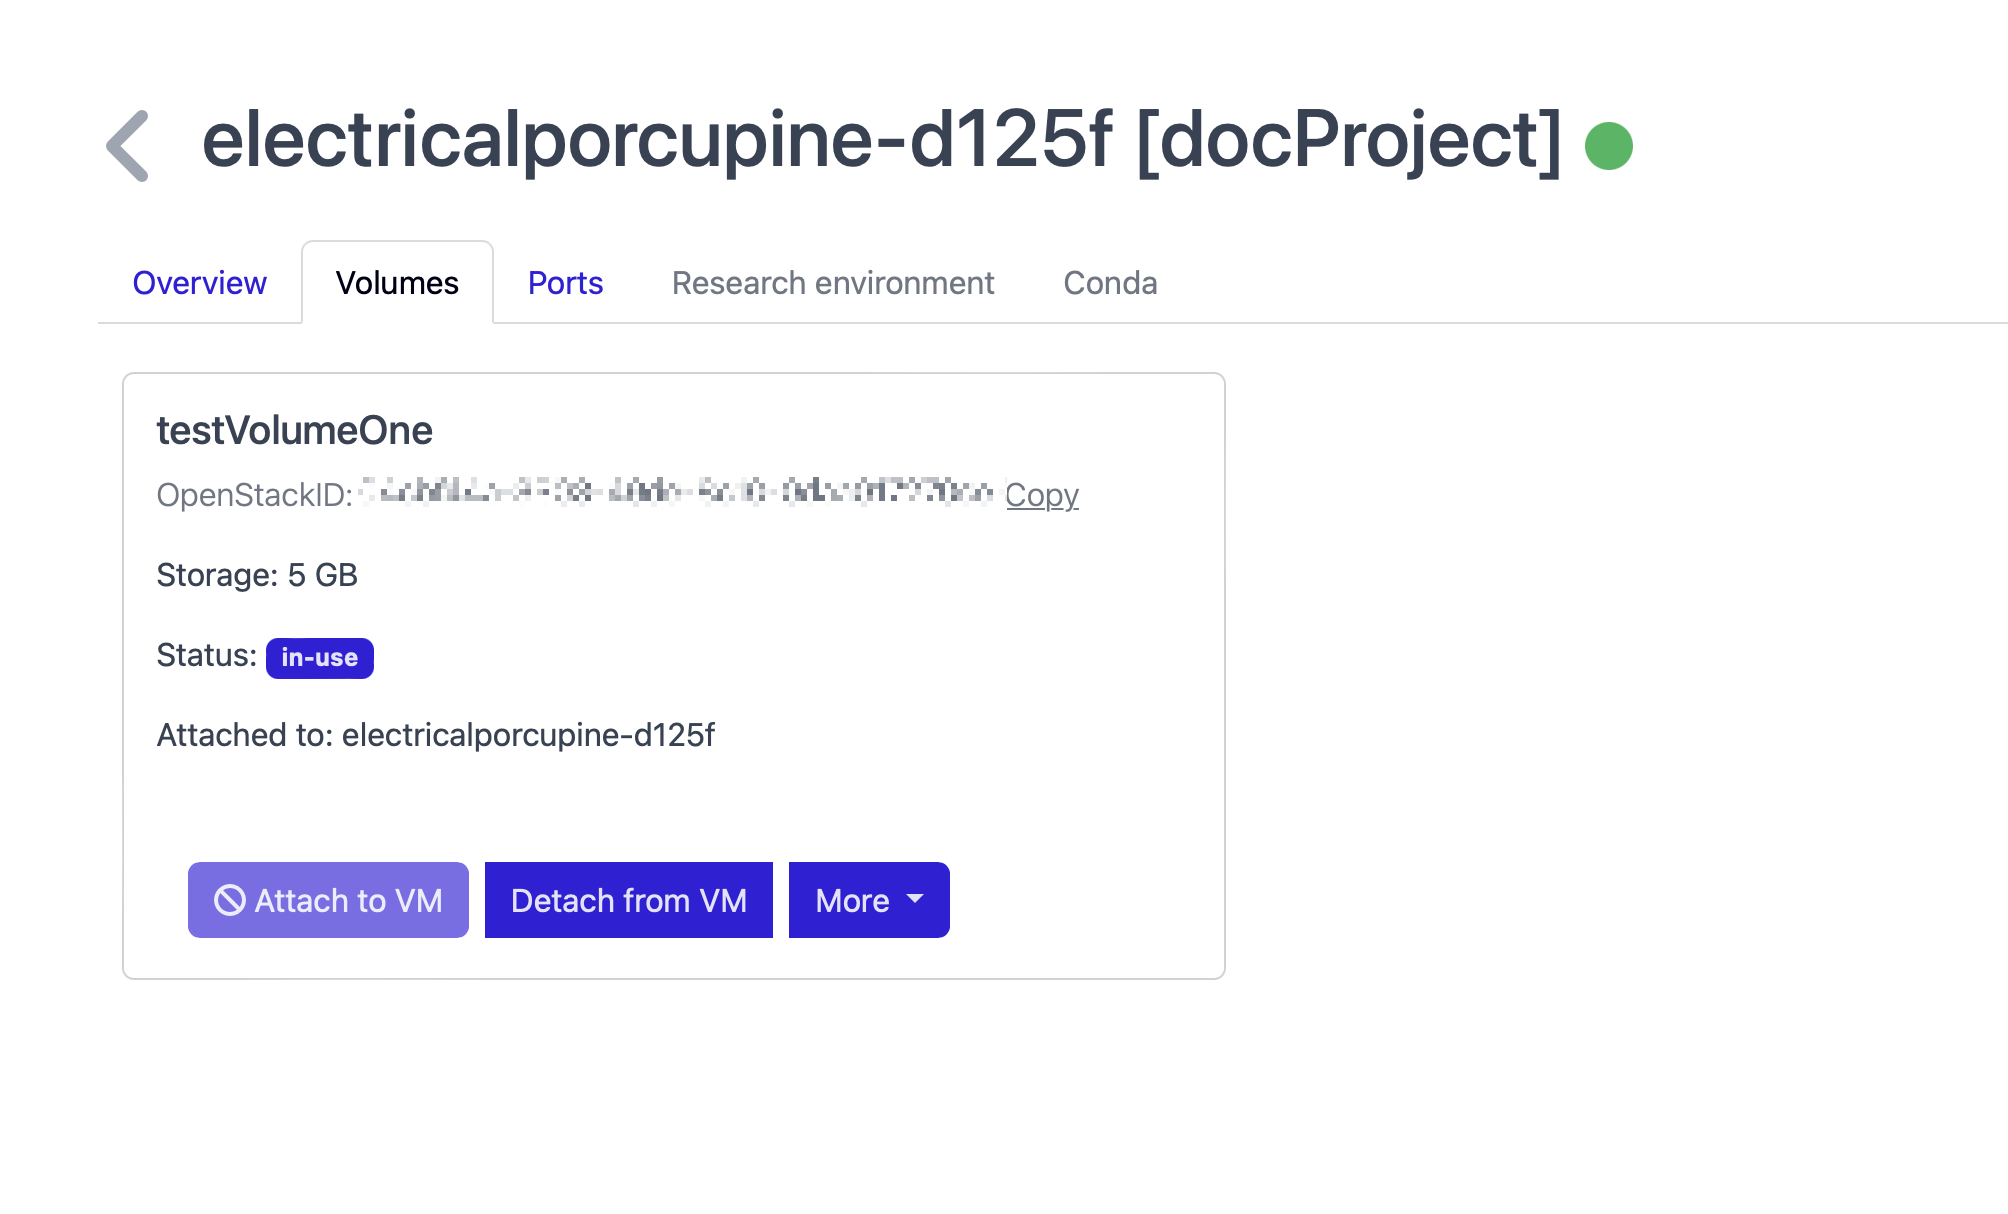 electricalporcupine-d125f [docProject]
Overview Volumes Ports Research environment Conda
testVolumeOne
OpenStackID: Copy
Storage: 5 GB
Status: in-use
Attached to: electricalporcupine-d125f
Attach to VM Detach from VM More